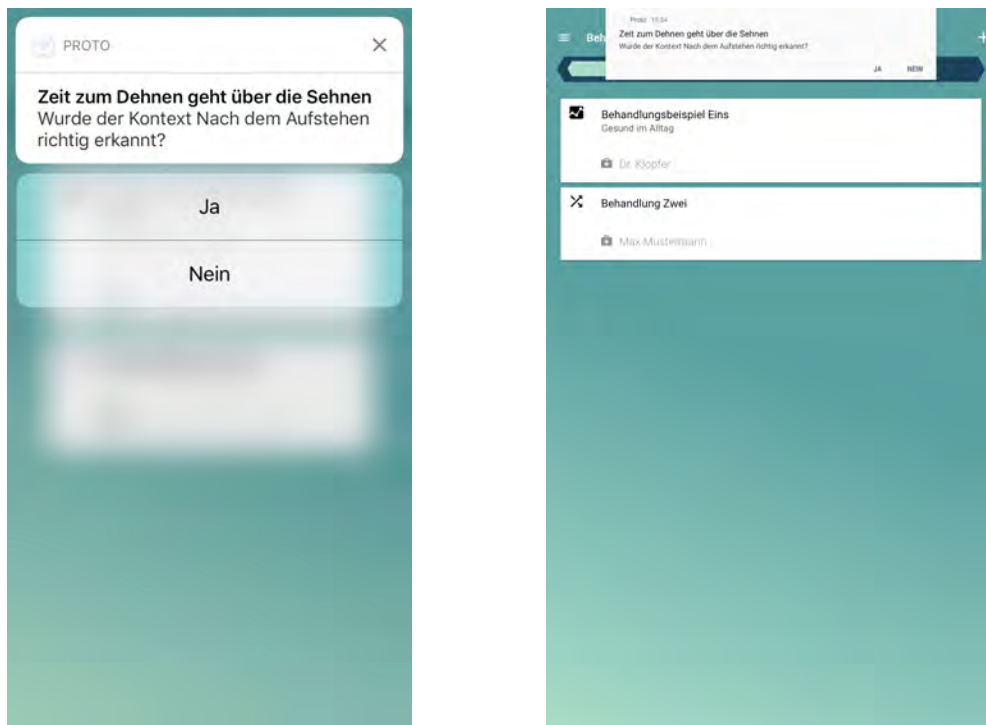 PROTO
Zeit zum Dehnen geht über die Sehnen
Wurde der Kontext Nach dem Aufstehen
richtig erkannt?
Ja
Nein
Proto 15:54
Beh
Zeit zum Dehnen geht über die Sehnen
Wurde der Kontext Nach dem Aufstehen richtig erkannt?
JA NEIN
Behandlungsbeispiel Eins
Gesund im Alltag
Dr. Klopfer
Behandlung Zwei
Max Mustermann